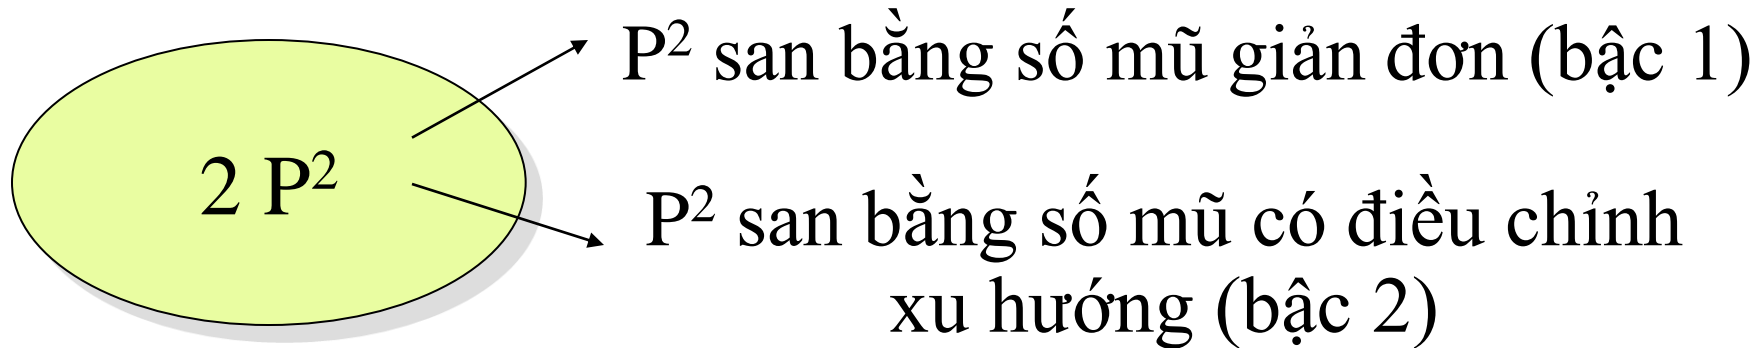 P² san bằng số mũ giản đơn (bậc 1)
2 P²
P² san bằng số mũ có điều chỉnh
xu hướng (bậc 2)